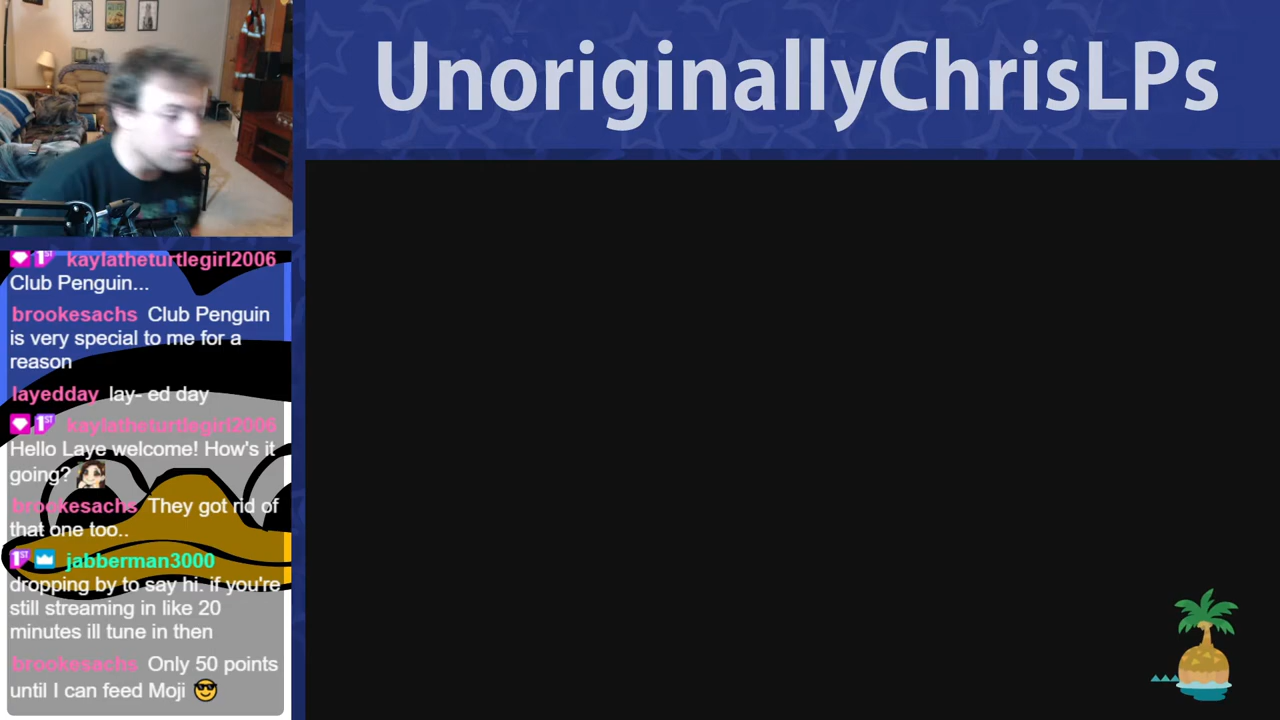 UnoriginallyChrisLPs
1ST kaylatheturtlegirl2006
Club Penguin...
brookesachs Club Penguin
is very special to me for a
reason
layedday lay- ed day
1ST kaylatheturtlegirl2006
Hello Laye welcome! How's it
going?
brookesachs They got rid of
that one too..
1ST jabberman3000
dropping by to say hi. if you're
still streaming in like 20
minutes ill tune in then
brookesachs Only 50 points
until I can feed Moji 😎